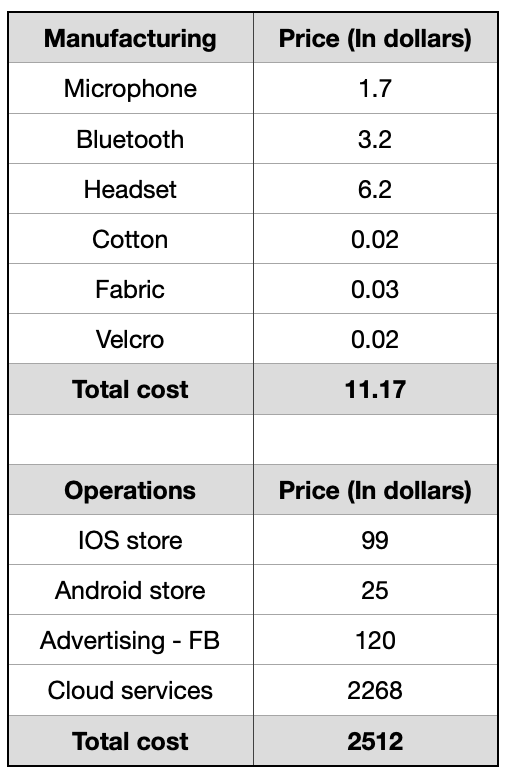 Manufacturing Price (In dollars)
Microphone 1.7
Bluetooth 3.2
Headset 6.2
Cotton 0.02
Fabric 0.03
Velcro 0.02
Total cost 11.17
Operations Price (In dollars)
IOS store 99
Android store 25
Advertising - FB 120
Cloud services 2268
Total cost 2512